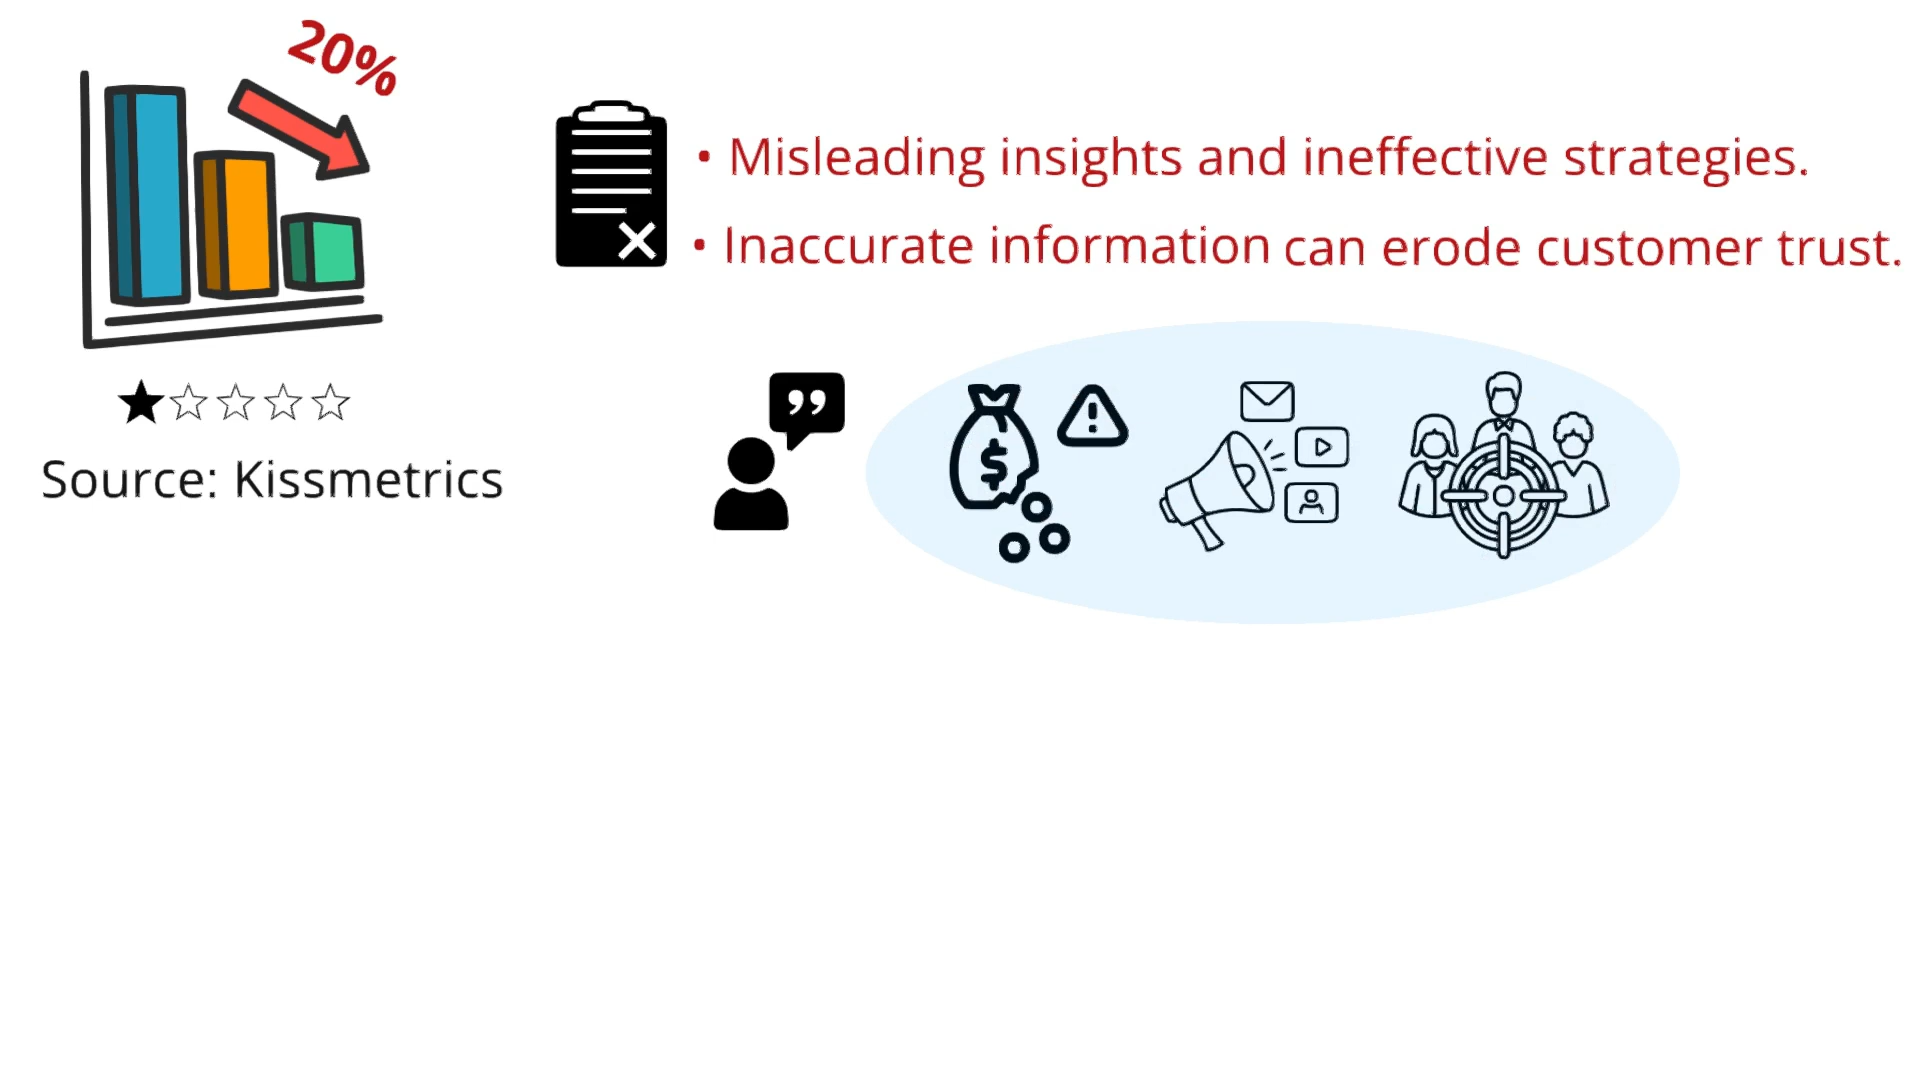 20%
• Misleading insights and ineffective strategies.
• Inaccurate information can erode customer trust.
Source: Kissmetrics